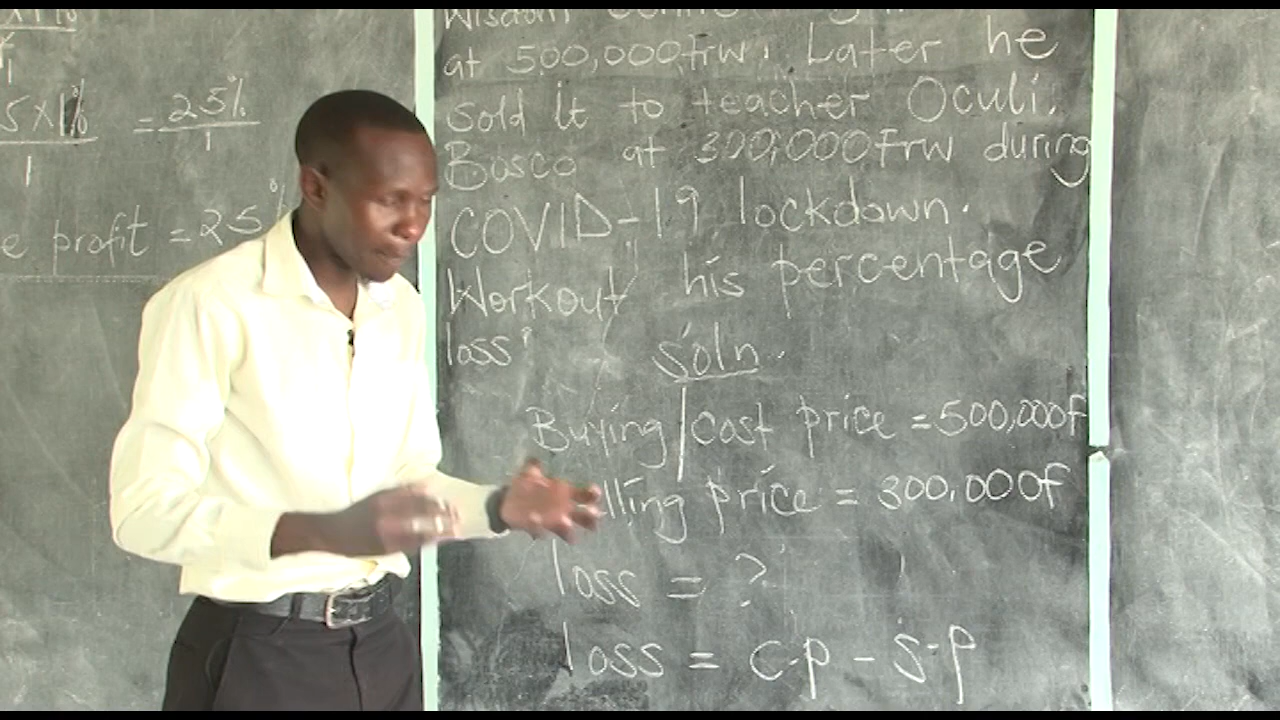 = 25%
1
1
e profit = 25%
Wisdom
at 500,000frw. Later he
sold it to teacher Oculi.
Bosco at 300,000Frw during
COVID-19 lockdown.
Workout his percentage
loss?
Soln.
Buying/cost price = 500,000f
lling price = 300,000f
loss = ?
loss = c.p - s.p